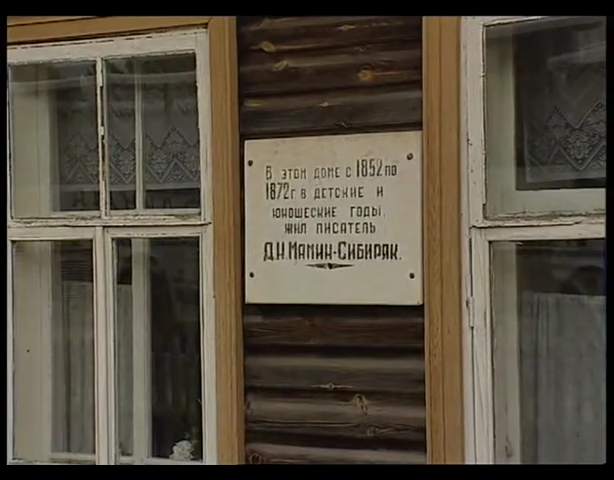 В ЭТОМ ДОМЕ С 1852 ПО
1872 Г. В ДЕТСКИЕ И
ЮНОШЕСКИЕ ГОДЫ.
ЖИЛ ПИСАТЕЛЬ
Д.Н.МАМИН-СИБИРЯК.